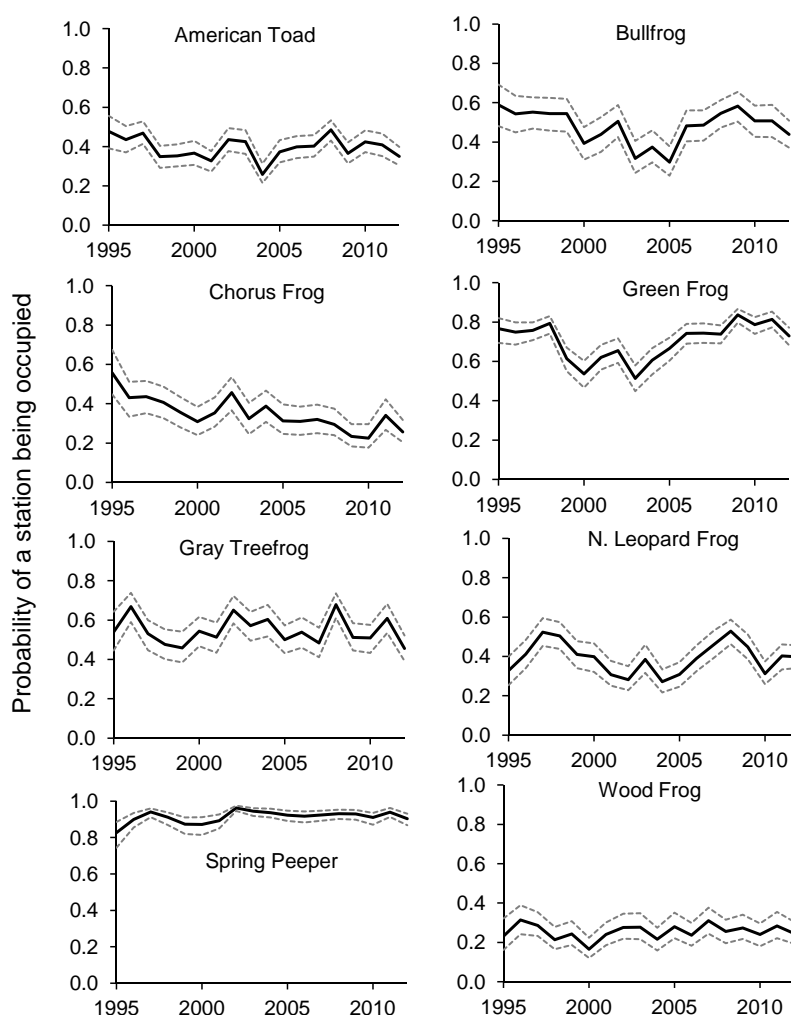 Probability of a station being occupied
American Toad
1.0
0.8
0.6
0.4
0.2
0.0
1995 2000 2005 2010
Bullfrog
1.0
0.8
0.6
0.4
0.2
0.0
1995 2000 2005 2010
Chorus Frog
1.0
0.8
0.6
0.4
0.2
0.0
1995 2000 2005 2010
Green Frog
1.0
0.8
0.6
0.4
0.2
0.0
1995 2000 2005 2010
Gray Treefrog
1.0
0.8
0.6
0.4
0.2
0.0
1995 2000 2005 2010
N. Leopard Frog
1.0
0.8
0.6
0.4
0.2
0.0
1995 2000 2005 2010
Spring Peeper
1.0
0.8
0.6
0.4
0.2
0.0
1995 2000 2005 2010
Wood Frog
1.0
0.8
0.6
0.4
0.2
0.0
1995 2000 2005 2010